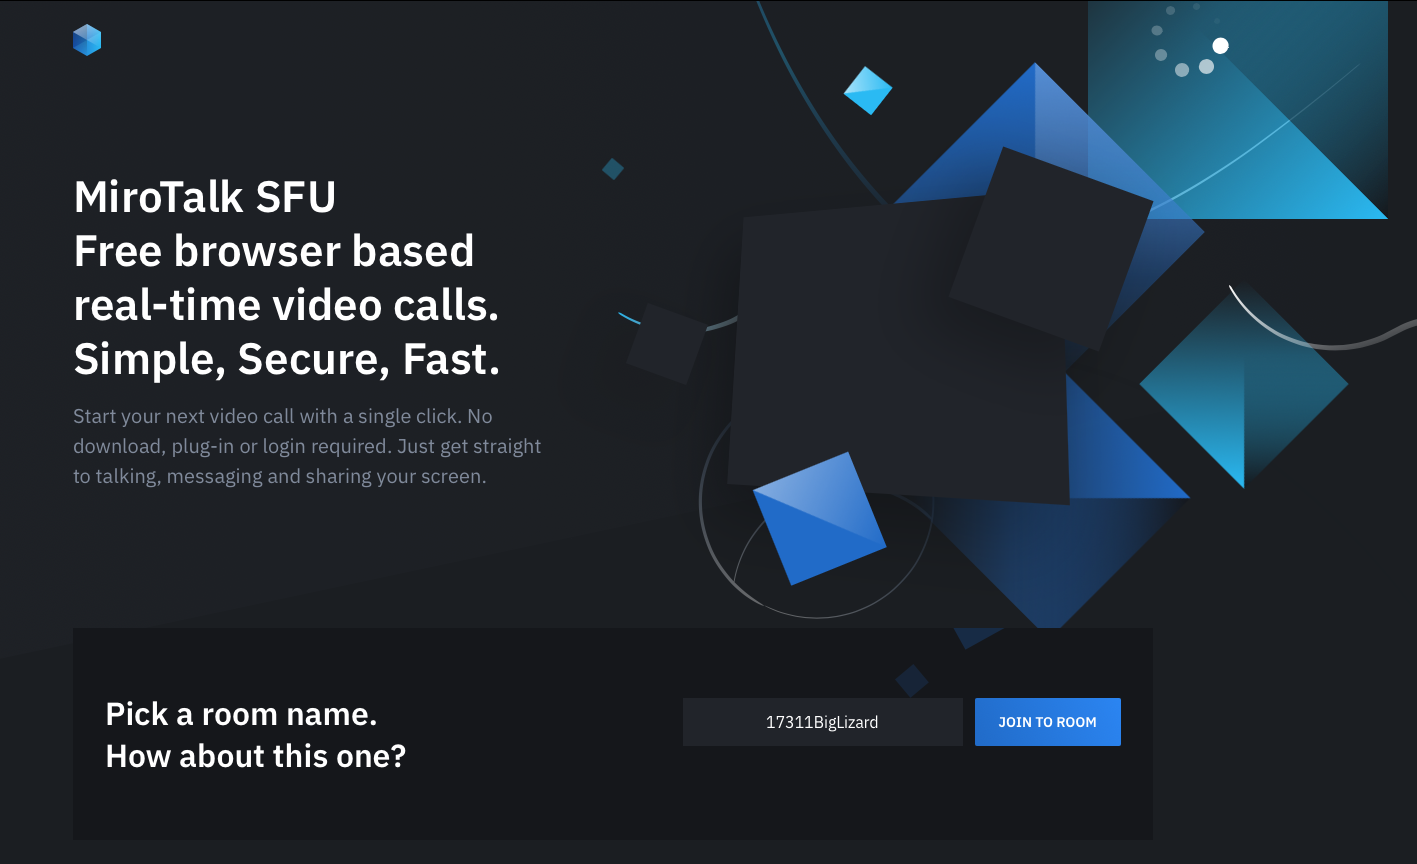 MiroTalk SFU
Free browser based
real-time video calls.
Simple, Secure, Fast.
Start your next video call with a single click. No
download, plug-in or login required. Just get straight
to talking, messaging and sharing your screen.
Pick a room name.
How about this one?
17311BigLizard
JOIN TO ROOM